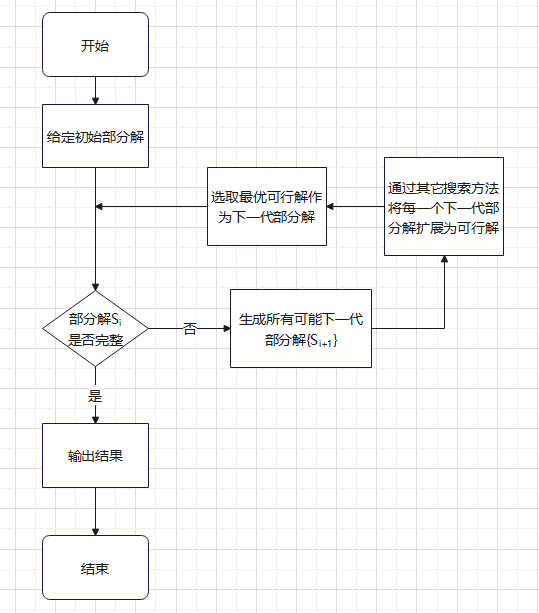 开始
给定初始部分解
选取最优可行解作
为下一代部分解
通过其它搜索方法
将每一个下一代部
分解扩展为可行解
部分解Si
是否完整
否
生成所有可能下一代
部分解{Si+1}
是
输出结果
结束